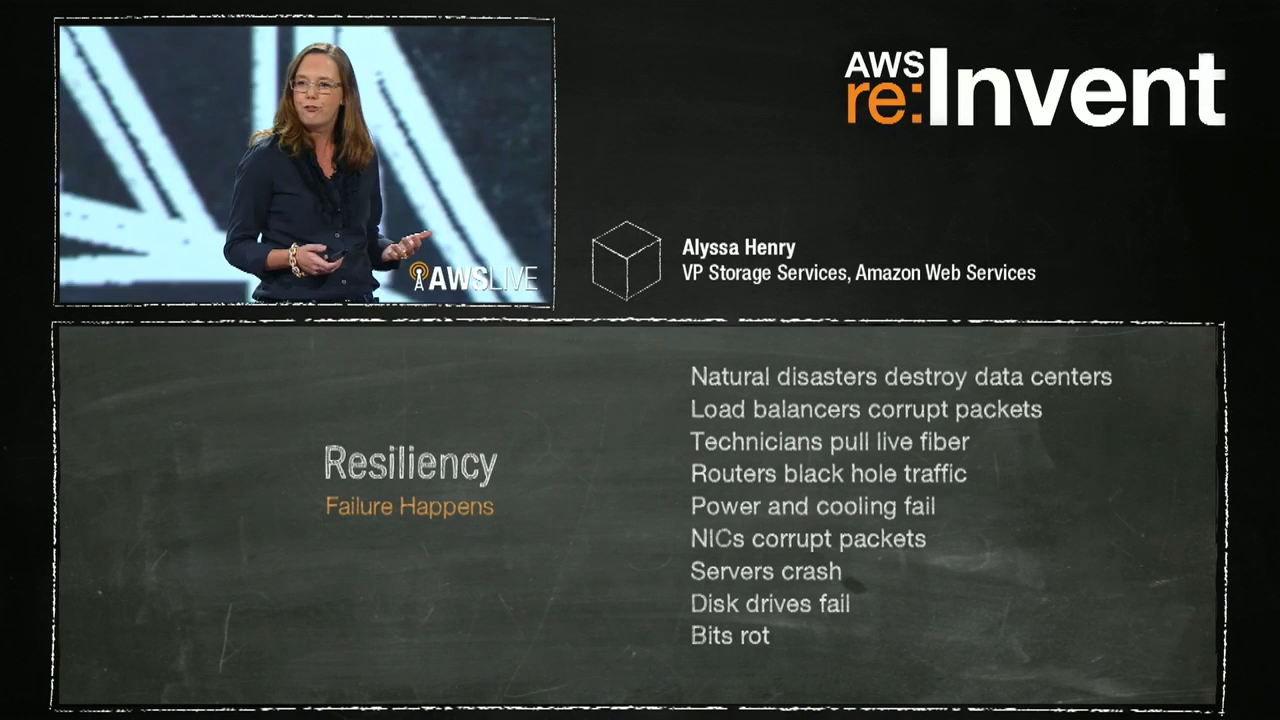 AWS
re:Invent
AWSLIVE
Alyssa Henry
VP Storage Services, Amazon Web Services
Resiliency
Failure Happens
Natural disasters destroy data centers
Load balancers corrupt packets
Technicians pull live fiber
Routers black hole traffic
Power and cooling fail
NICs corrupt packets
Servers crash
Disk drives fail
Bits rot